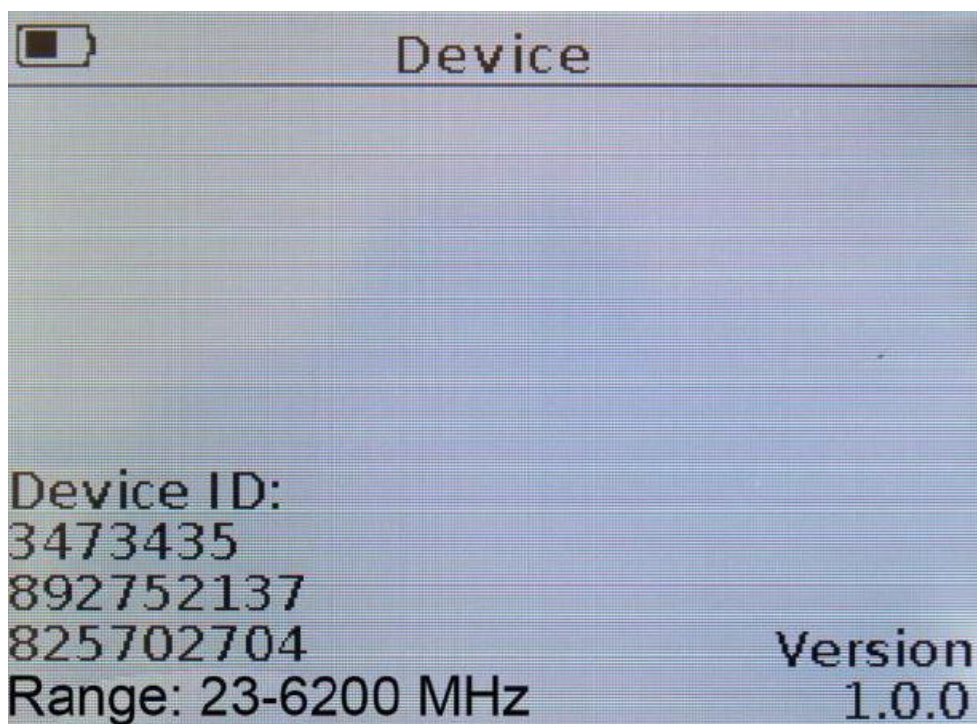 Device
Device ID:
3473435
892752137
825702704
Range: 23-6200 MHz
Version
1.0.0